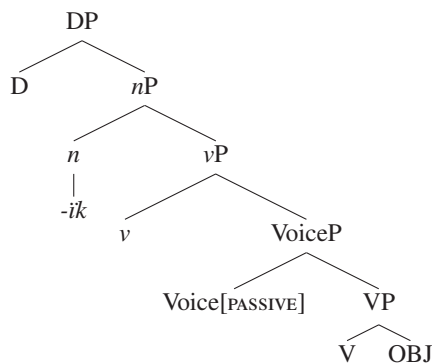 DP
D nP
n vP
-ïk v VoiceP
Voice[PASSIVE] VP
V OBJ